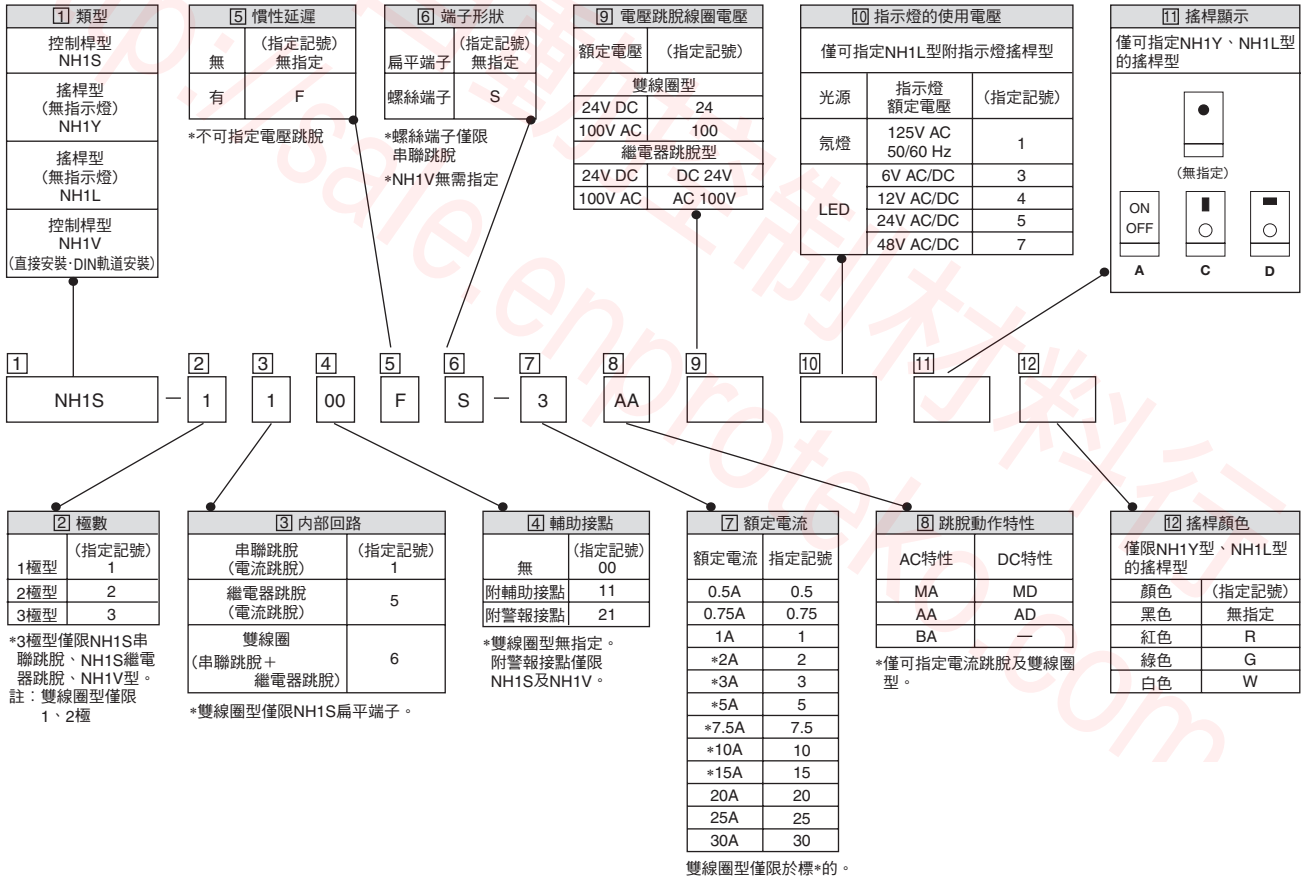 1 類型
控制桿型
NH1S
搖桿型
(無指示燈)
NH1Y
搖桿型
(無指示燈)
NH1L
控制桿型
NH1V
(直接安裝·DIN軌道安裝)
5 慣性延遲
(指定記號)
無 無指定
有 F
*不可指定電壓跳脫
6 端子形狀
(指定記號)
扁平端子 無指定
螺絲端子 S
*螺絲端子僅限
串聯跳脫
*NH1V無需指定
9 電壓跳脫線圈電壓
額定電壓 (指定記號)
雙線圈型
24V DC 24
100V AC 100
繼電器跳脫型
24V DC DC 24V
100V AC AC 100V
10 指示燈的使用電壓
僅可指定NH1L型附指示燈搖桿型
光源 指示燈 額定電壓 (指定記號)
氖燈 125V AC 50/60 Hz 1
LED
6V AC/DC 3
12V AC/DC 4
24V AC/DC 5
48V AC/DC 7
11 搖桿顯示
僅可指定NH1Y、NH1L型
的搖桿型
(無指定)
ON
OFF
A C D
1 2 3 4 5 6 7 8 9 10 11 12
NH1S – 1 1 00 F S – 3 AA
2 極數
(指定記號)
1極型 1
2極型 2
3極型 3
*3極型僅限NH1S串
聯跳脫、NH1S繼電
器跳脫、NH1V型。
註：雙線圈型僅限
1、2極
3 內部回路
串聯跳脫 (指定記號)
(電流跳脫) 1
繼電器跳脫
(電流跳脫) 5
雙線圈
(串聯跳脫+ 6
繼電器跳脫)
*雙線圈型僅限NH1S扁平端子。
4 輔助接點
(指定記號)
無 00
附輔助接點 11
附警報接點 21
*雙線圈型無指定。
附警報接點僅限
NH1S及NH1V。
7 額定電流
額定電流 指定記號
0.5A 0.5
0.75A 0.75
1A 1
*2A 2
*3A 3
*5A 5
*7.5A 7.5
*10A 10
*15A 15
20A 20
25A 25
30A 30
雙線圈型僅限於標*的。
8 跳脫動作特性
AC特性 DC特性
MA MD
AA AD
BA —
*僅可指定電流跳脫及雙線圈
型。
12 搖桿顏色
僅限NH1Y型、NH1L型
的搖桿型
顏色 (指定記號)
黑色 無指定
紅色 R
綠色 G
白色 W